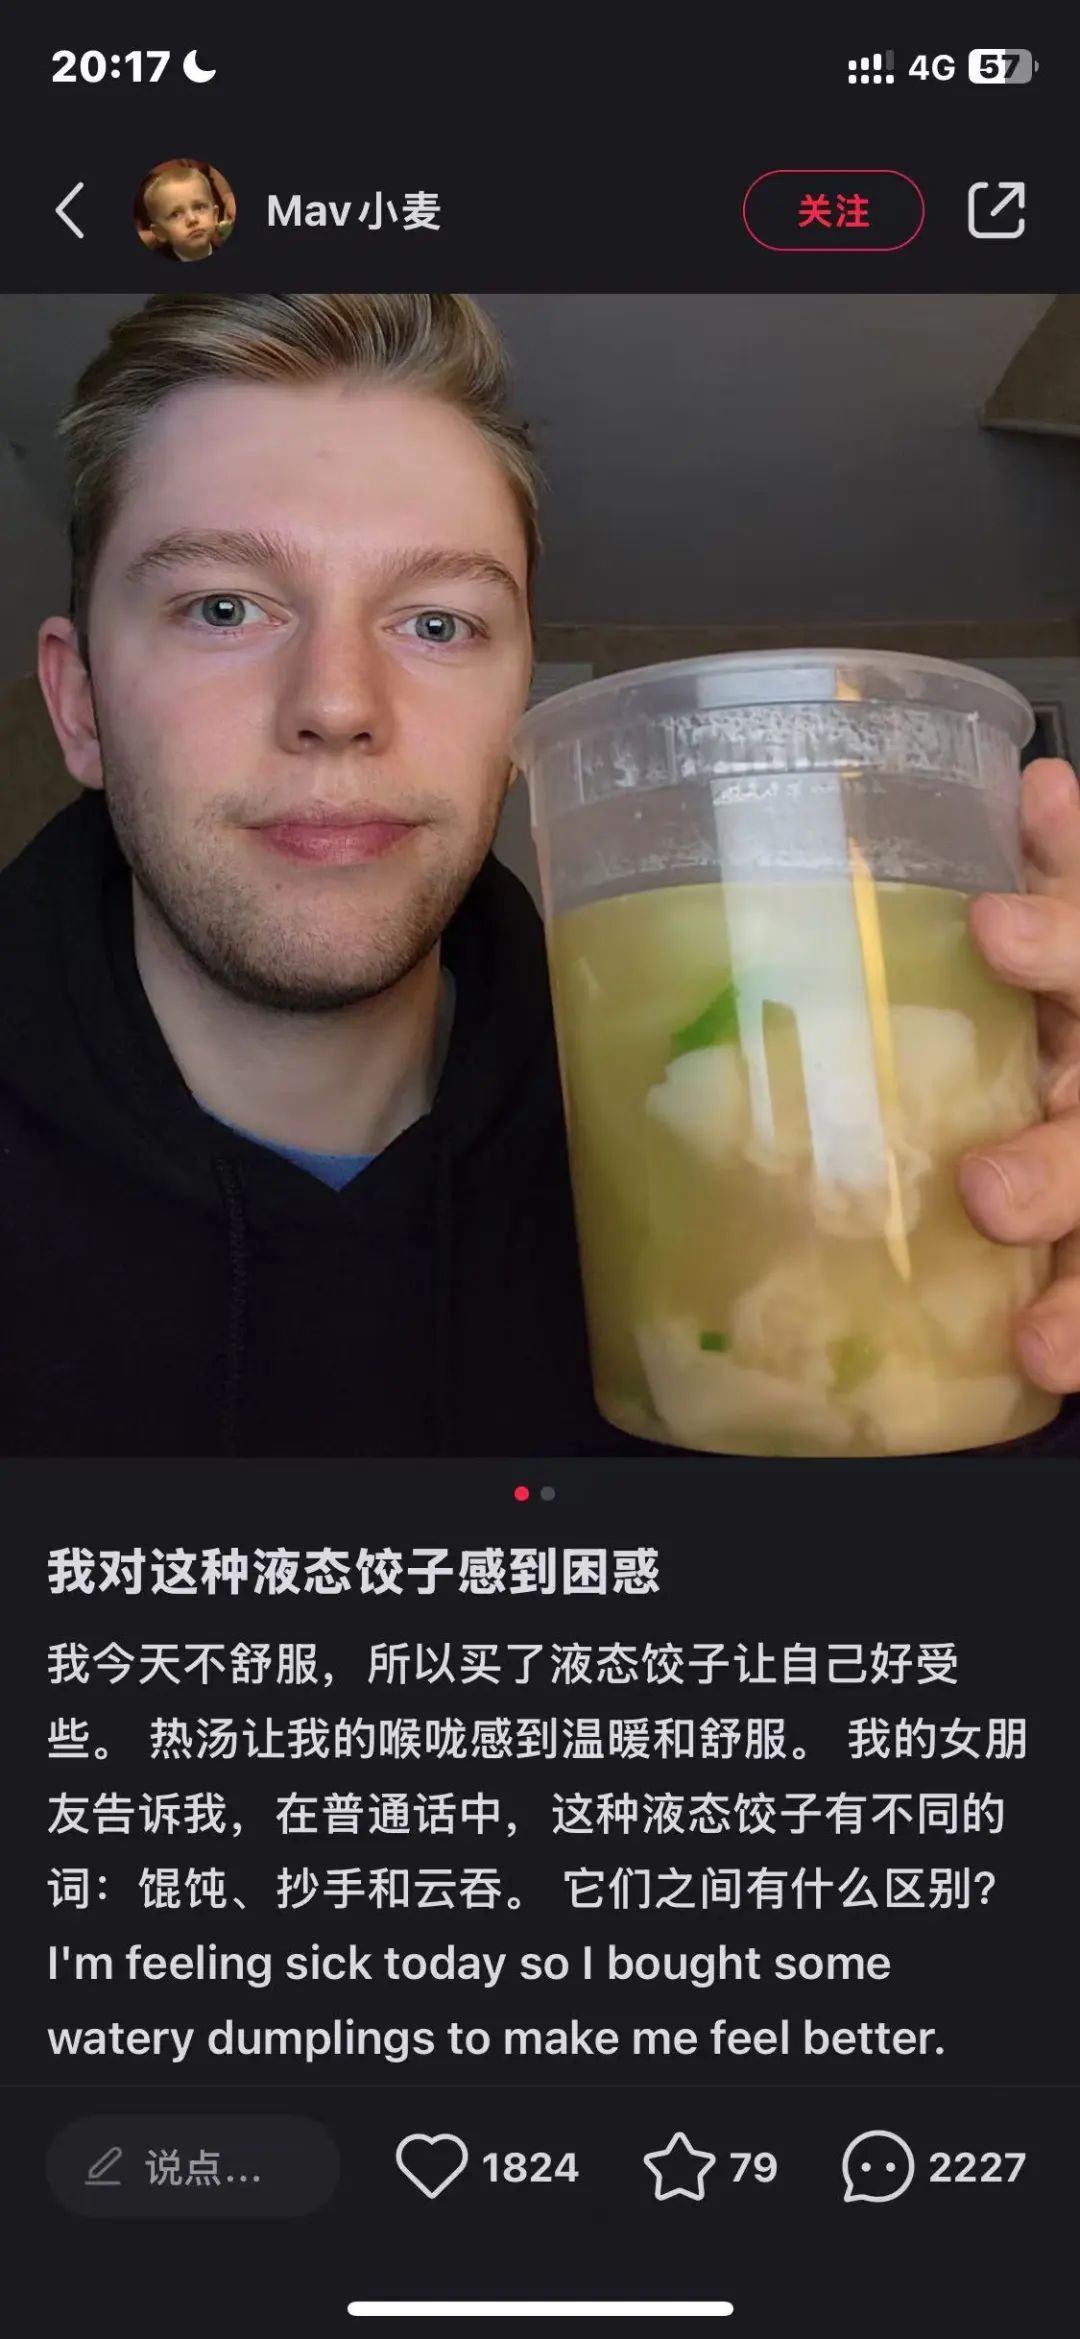 20:17
4G 57
Mav小麦
关注
我对这种液态饺子感到困惑
我今天不舒服，所以买了液态饺子让自己好受
些。 热汤让我的喉咙感到温暖和舒服。 我的女朋
友告诉我，在普通话中，这种液态饺子有不同的
词：馄饨、抄手和云吞。 它们之间有什么区别？
I'm feeling sick today so I bought some
watery dumplings to make me feel better.
说点...
1824
79
2227